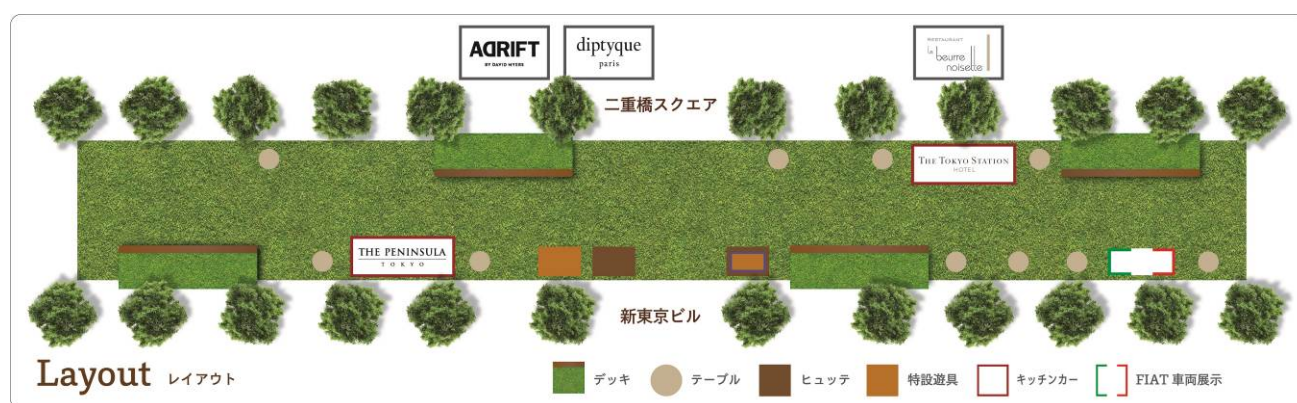 ADRIFT
BY DAVID MYERS
diptyque
paris
RESTAURANT
la
beurre
noisette
二重橋スクエア
THE TOKYO STATION
HOTEL
THE PENINSULA
TOKYO
新東京ビル
Layout レイアウト
デッキ
テーブル
ヒュッテ
特設遊具
キッチンカー
FIAT 車両展示